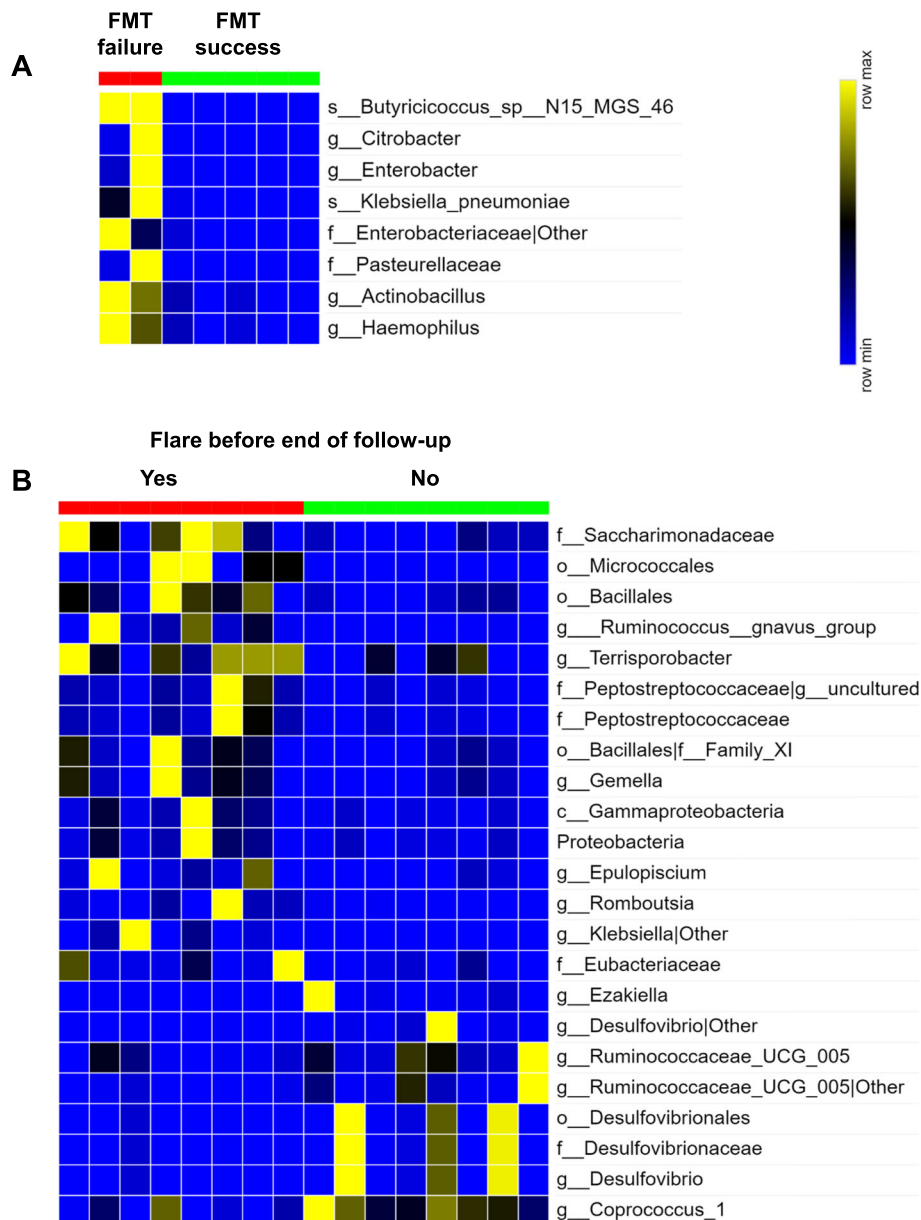 FMT
failure
FMT
success
A
row max
row min
s__Butyricicoccus_sp__N15_MGS_46
g__Citrobacter
g__Enterobacter
s__Klebsiella_pneumoniae
f__Enterobacteriaceae|Other
f__Pasteurellaceae
g__Actinobacillus
g__Haemophilus
Flare before end of follow-up
B
Yes
No
f__Saccharimonadaceae
o__Micrococcales
o__Bacillales
g___Ruminococcus__gnavus_group
g__Terrisporobacter
f__Peptostreptococcaceae|g__uncultured
f__Peptostreptococcaceae
o__Bacillales|f__Family_XI
g__Gemella
c__Gammaproteobacteria
Proteobacteria
g__Epulopiscium
g__Romboutsia
g__Klebsiella|Other
f__Eubacteriaceae
g__Ezakiella
g__Desulfovibrio|Other
g__Ruminococcaceae_UCG_005
g__Ruminococcaceae_UCG_005|Other
o__Desulfovibrionales
f__Desulfovibrionaceae
g__Desulfovibrio
g__Coprococcus_1